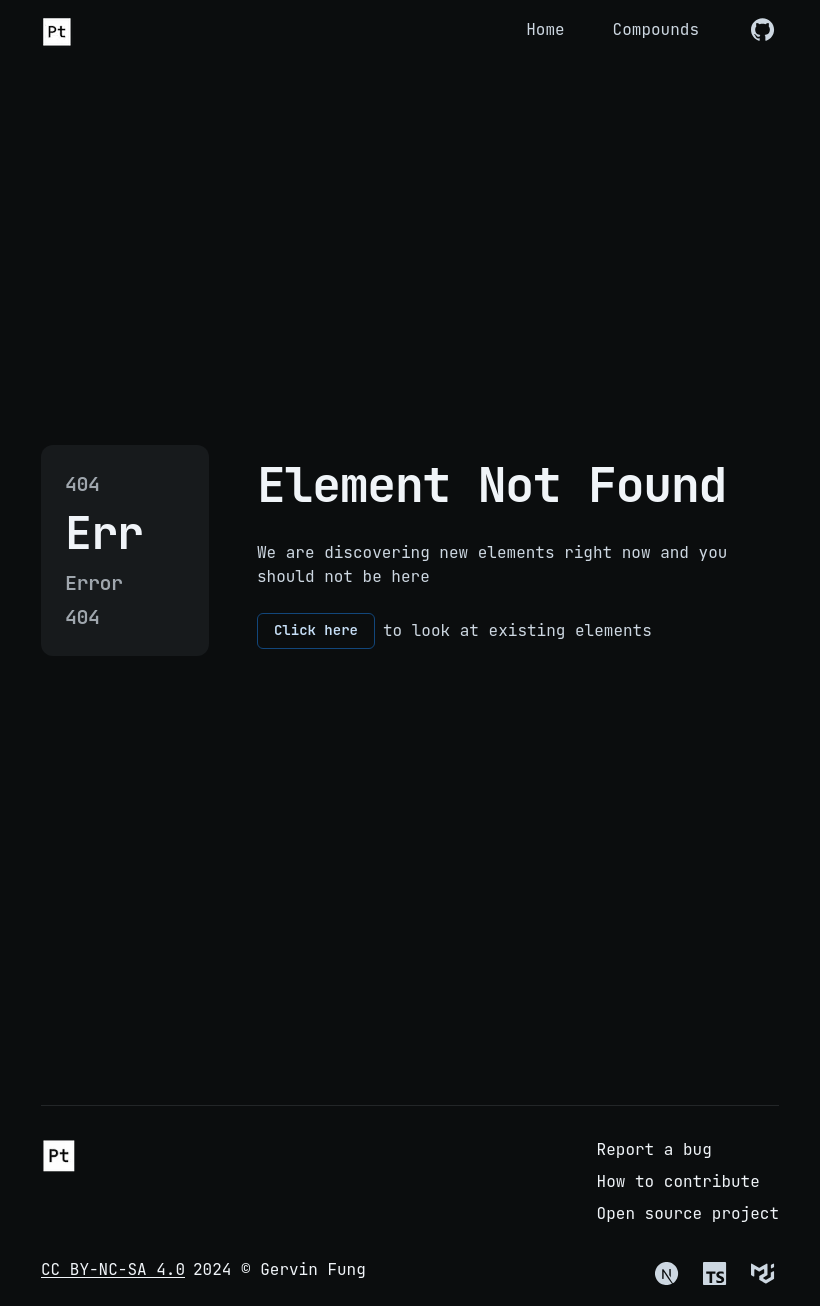 Pt
Home
Compounds
404
Err
Error
404
Element Not Found
We are discovering new elements right now and you
should not be here
Click here to look at existing elements
Pt
Report a bug
How to contribute
Open source project
CC BY-NC-SA 4.0 2024 © Gervin Fung
N
TS